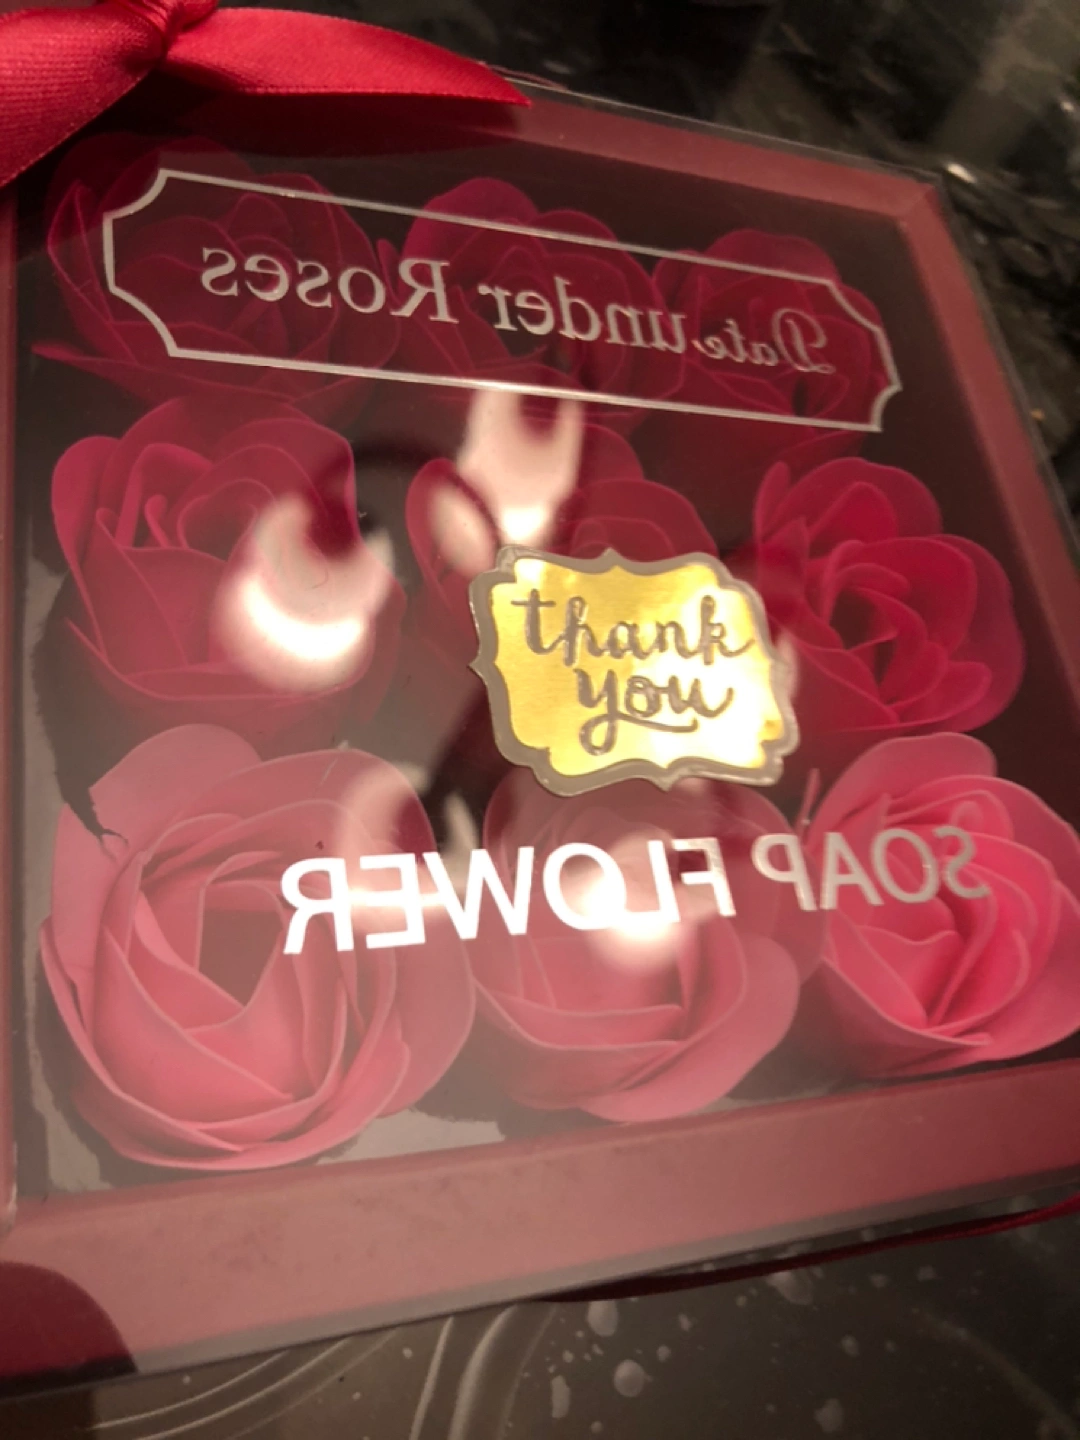 Date under Roses
thank
you
SOAP FLOWER